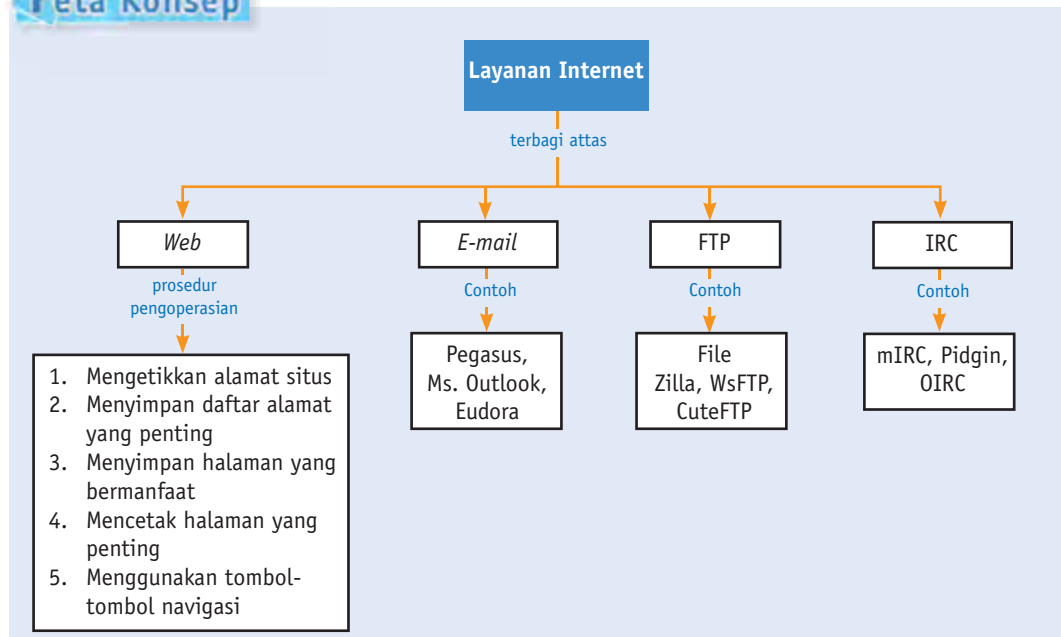 Peta Konsep
Layanan Internet
terbagi attas
Web
E-mail
FTP
IRC
prosedur
pengoperasian
Contoh
Contoh
Contoh
1. Mengetikkan alamat situs
2. Menyimpan daftar alamat
yang penting
3. Menyimpan halaman yang
bermanfaat
4. Mencetak halaman yang
penting
5. Menggunakan tombol-
tombol navigasi
Pegasus,
Ms. Outlook,
Eudora
File
Zilla, WsFTP,
CuteFTP
mIRC, Pidgin,
OIRC